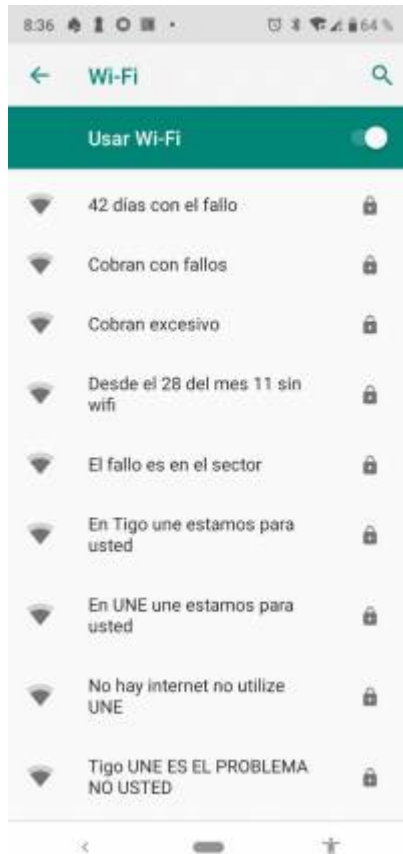 8:36
64 %
Wi-Fi
Usar Wi-Fi
42 días con el fallo
Cobran con fallos
Cobran excesivo
Desde el 28 del mes 11 sin
wifi
El fallo es en el sector
En Tigo une estamos para
usted
En UNE une estamos para
usted
No hay internet no utilize
UNE
Tigo UNE ES EL PROBLEMA
NO USTED